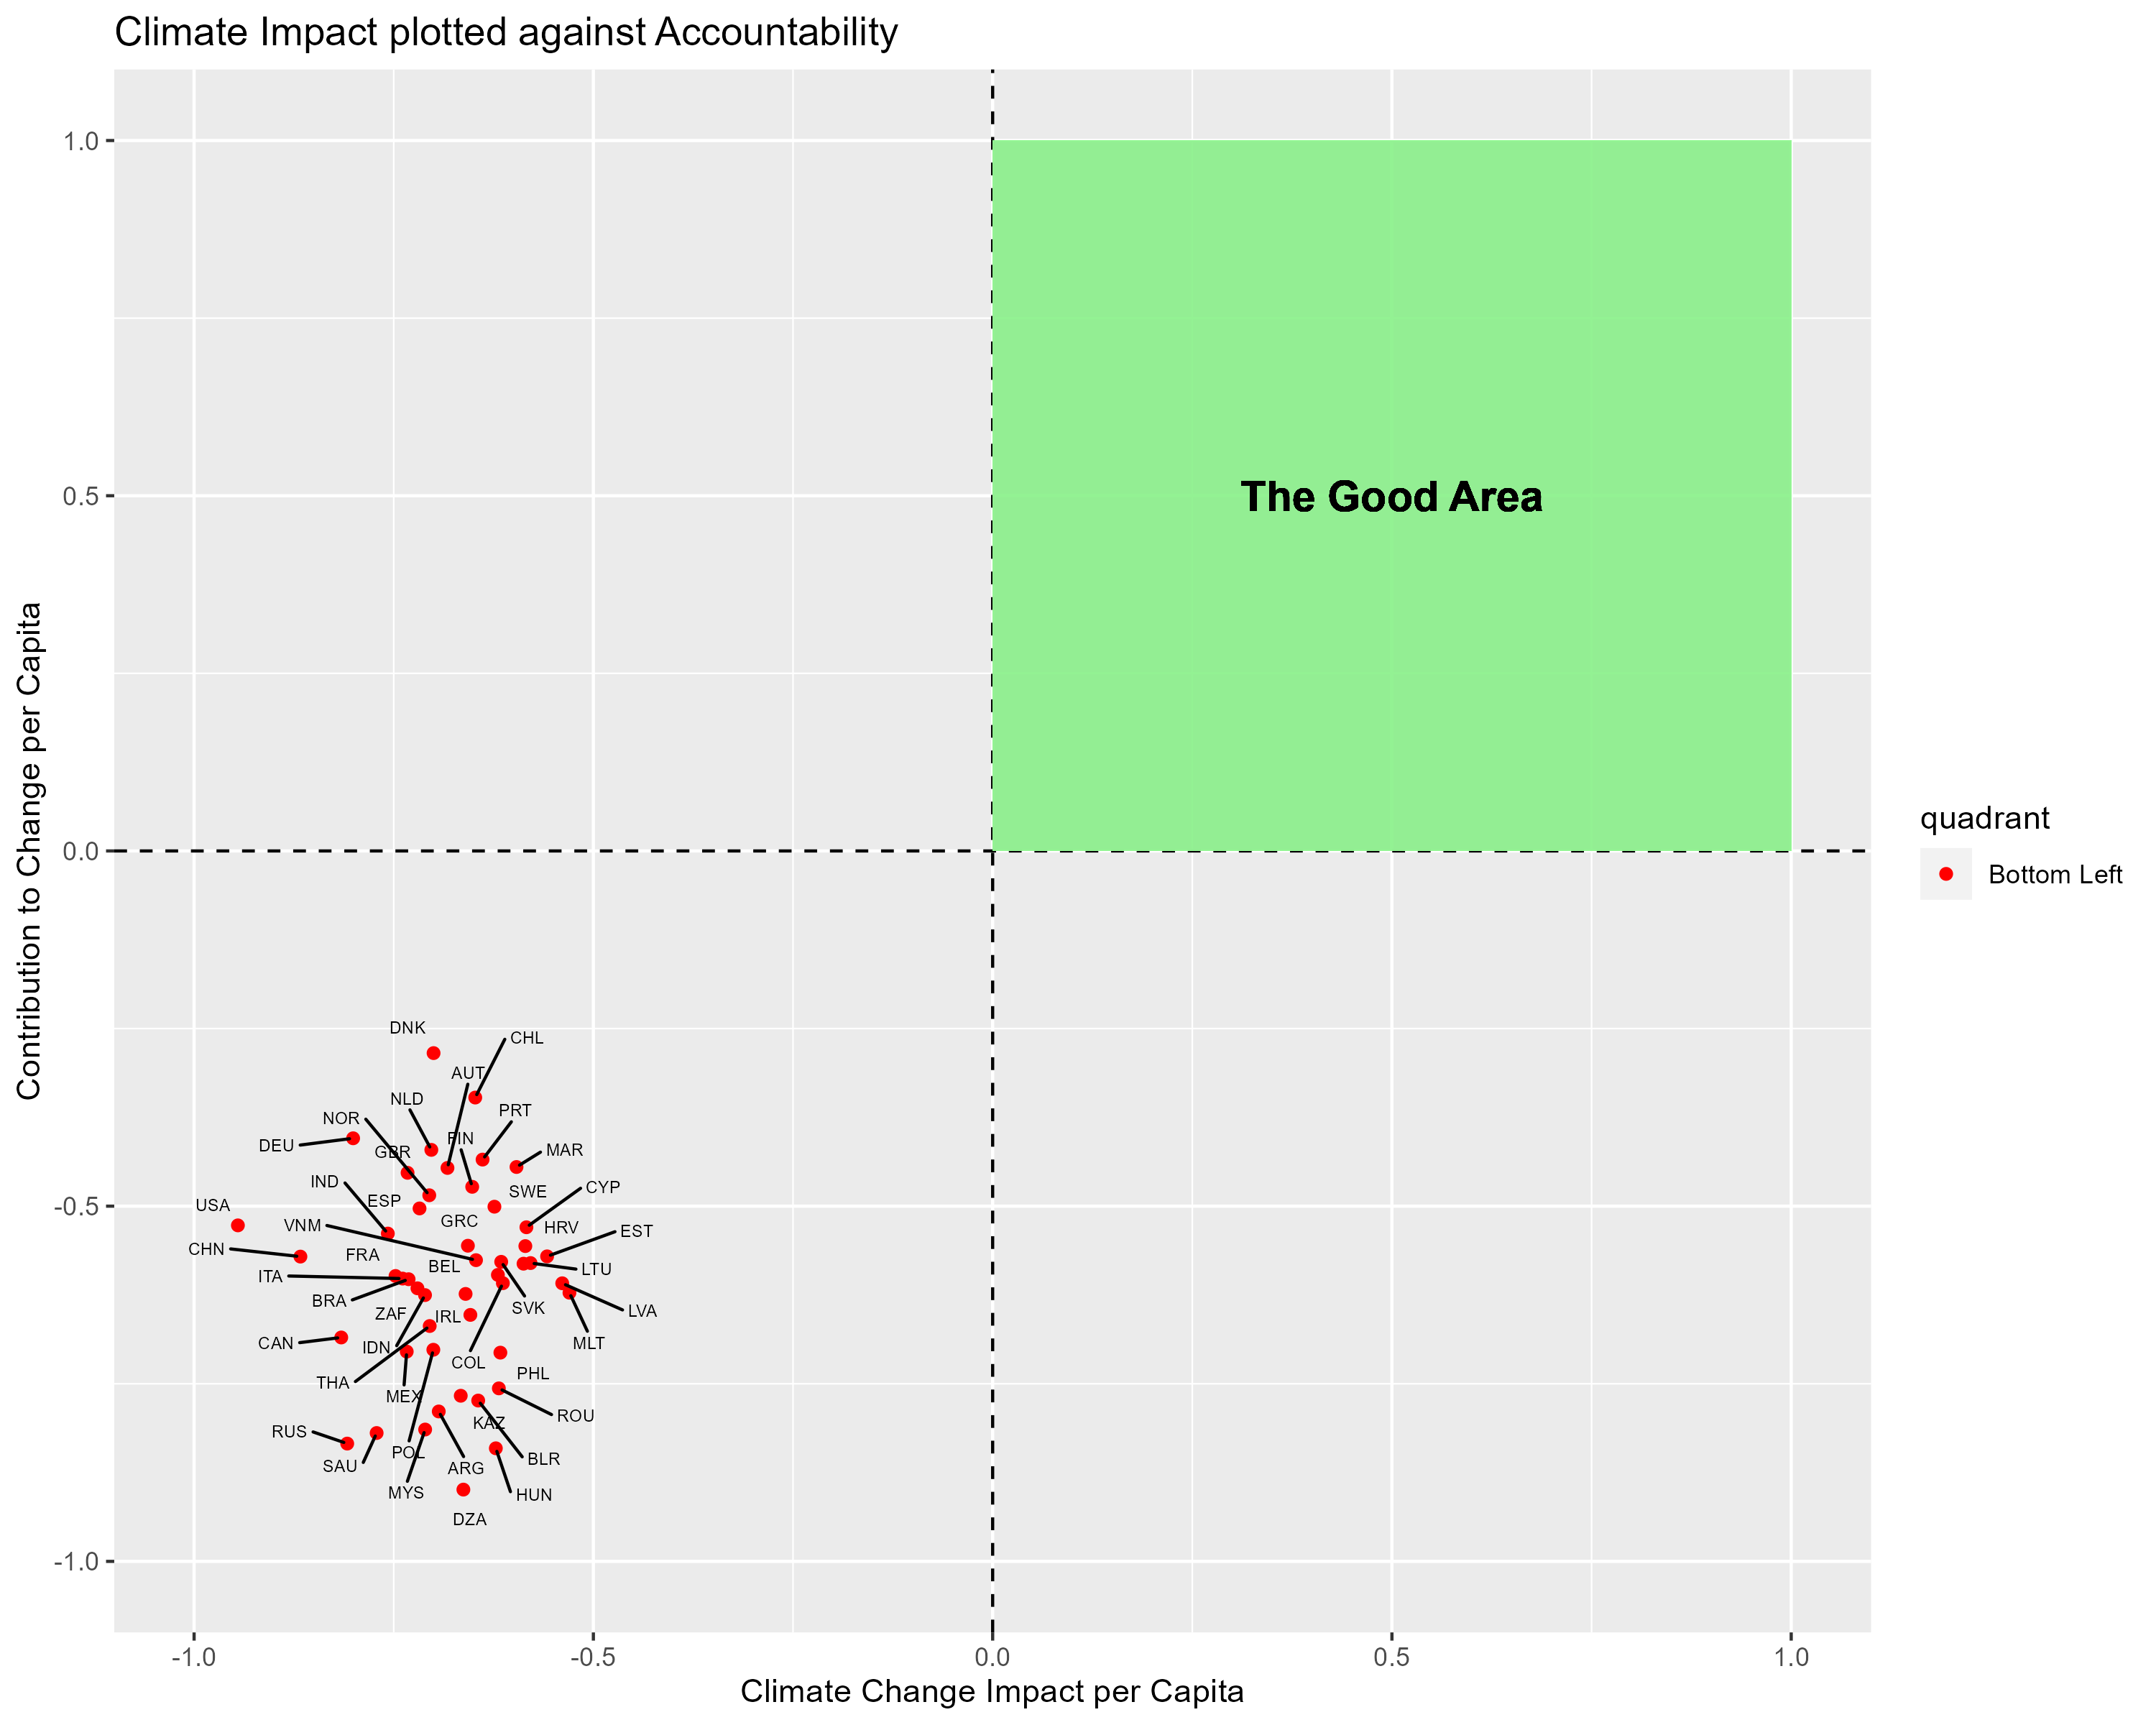 Climate Impact plotted against Accountability
Contribution to Change per Capita
1.0
0.5
0.0
-0.5
-1.0
The Good Area
DNK
CHL
AUT
NLD
PRT
NOR
FIN
DEU
GBR
MAR
IND
CYP
SWE
ESP
USA
GRC
VNM
HRV
EST
CHN
FRA
BEL
LTU
ITA
BRA
SVK
LVA
ZAF
IRL
CAN
MLT
IDN
COL
PHL
THA
MEX
ROU
KAZ
RUS
POL
BLR
SAU
ARG
MYS
HUN
DZA
-1.0
-0.5
0.0
0.5
1.0
Climate Change Impact per Capita
quadrant
Bottom Left